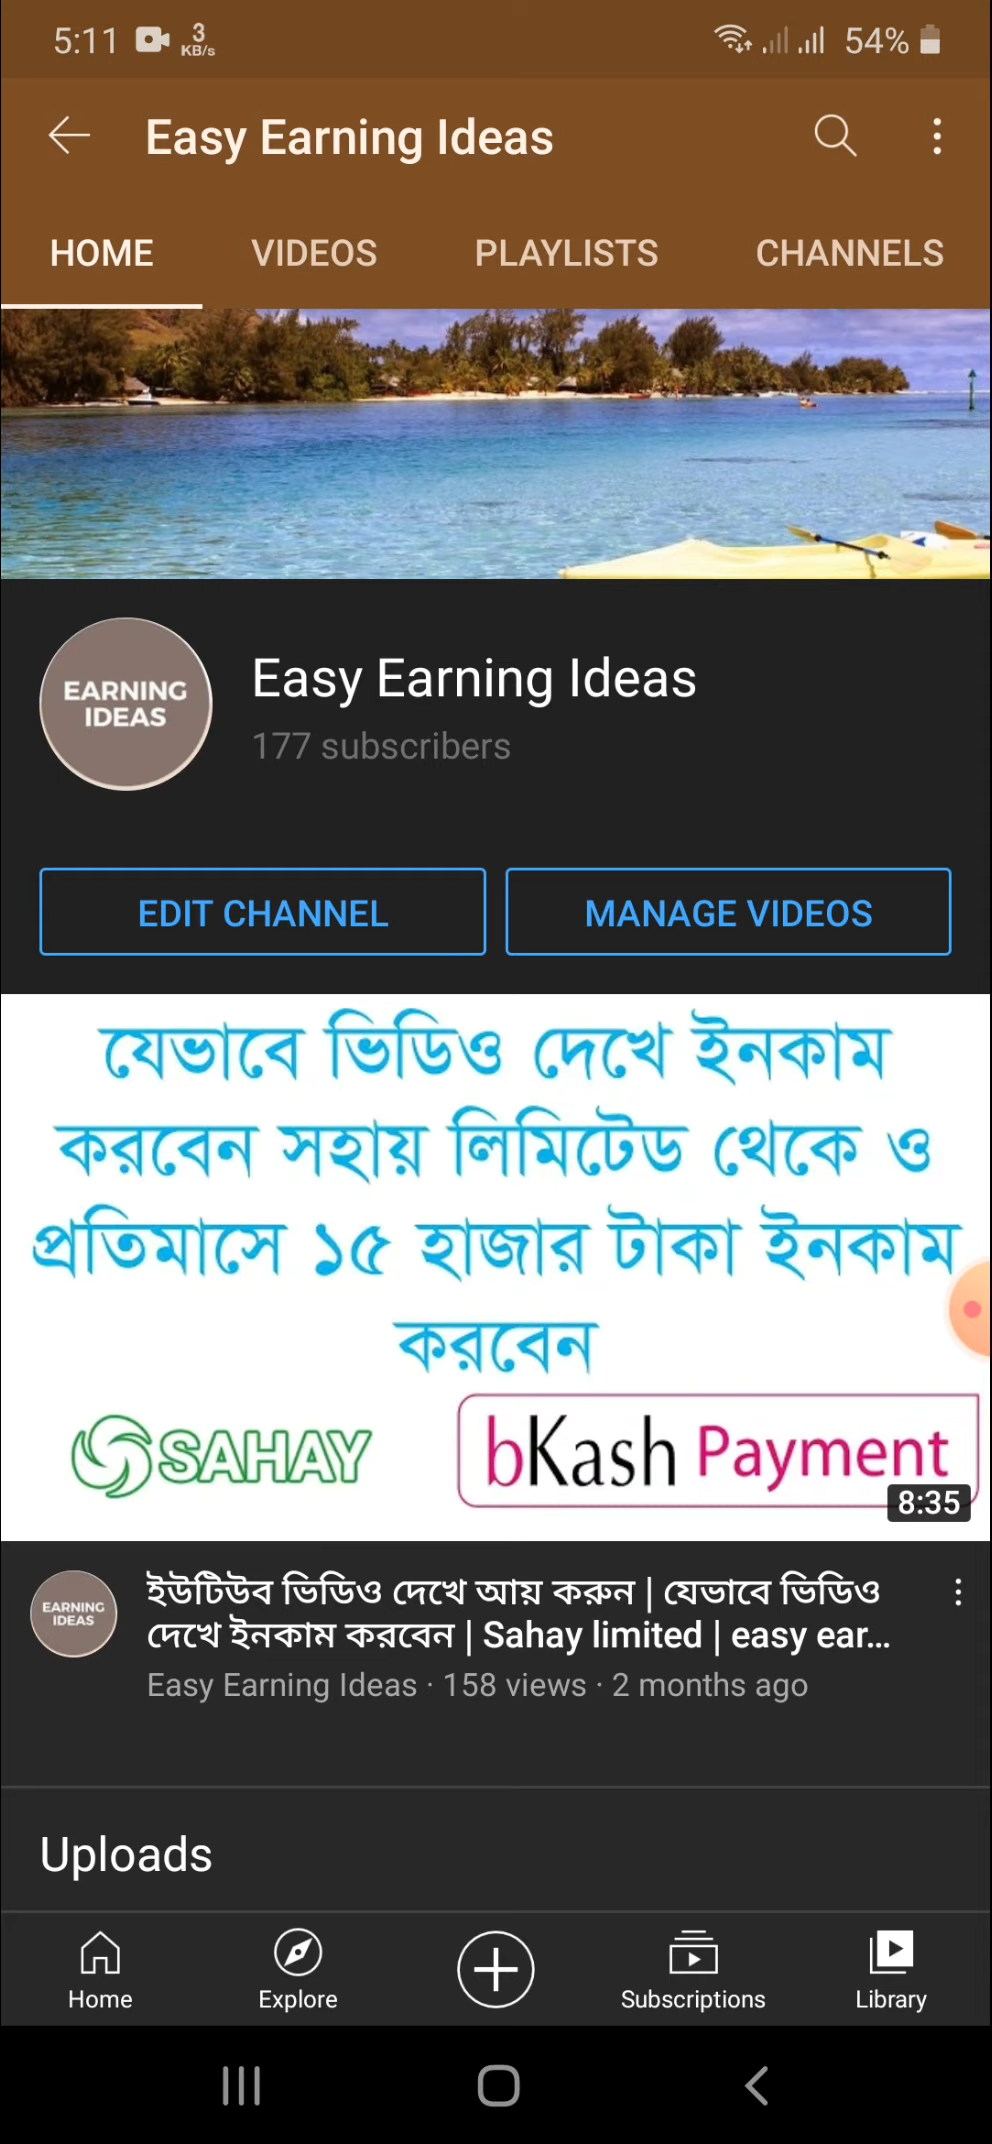 5:11 3 KB/s 54%
Easy Earning Ideas
HOME VIDEOS PLAYLISTS CHANNELS
EARNING
IDEAS
Easy Earning Ideas
177 subscribers
EDIT CHANNEL MANAGE VIDEOS
যেভাবে ভিডিও দেখে ইনকাম
করবেন সহায় লিমিটেড থেকে ও
প্রতিমাসে ১৫ হাজার টাকা ইনকাম
করবেন
SAHAY bKash Payment
8:35
EARNING
IDEAS
ইউটিউব ভিডিও দেখে আয় করুন | যেভাবে ভিডিও
দেখে ইনকাম করবেন | Sahay limited | easy ear...
Easy Earning Ideas · 158 views · 2 months ago
Uploads
Home Explore Subscriptions Library